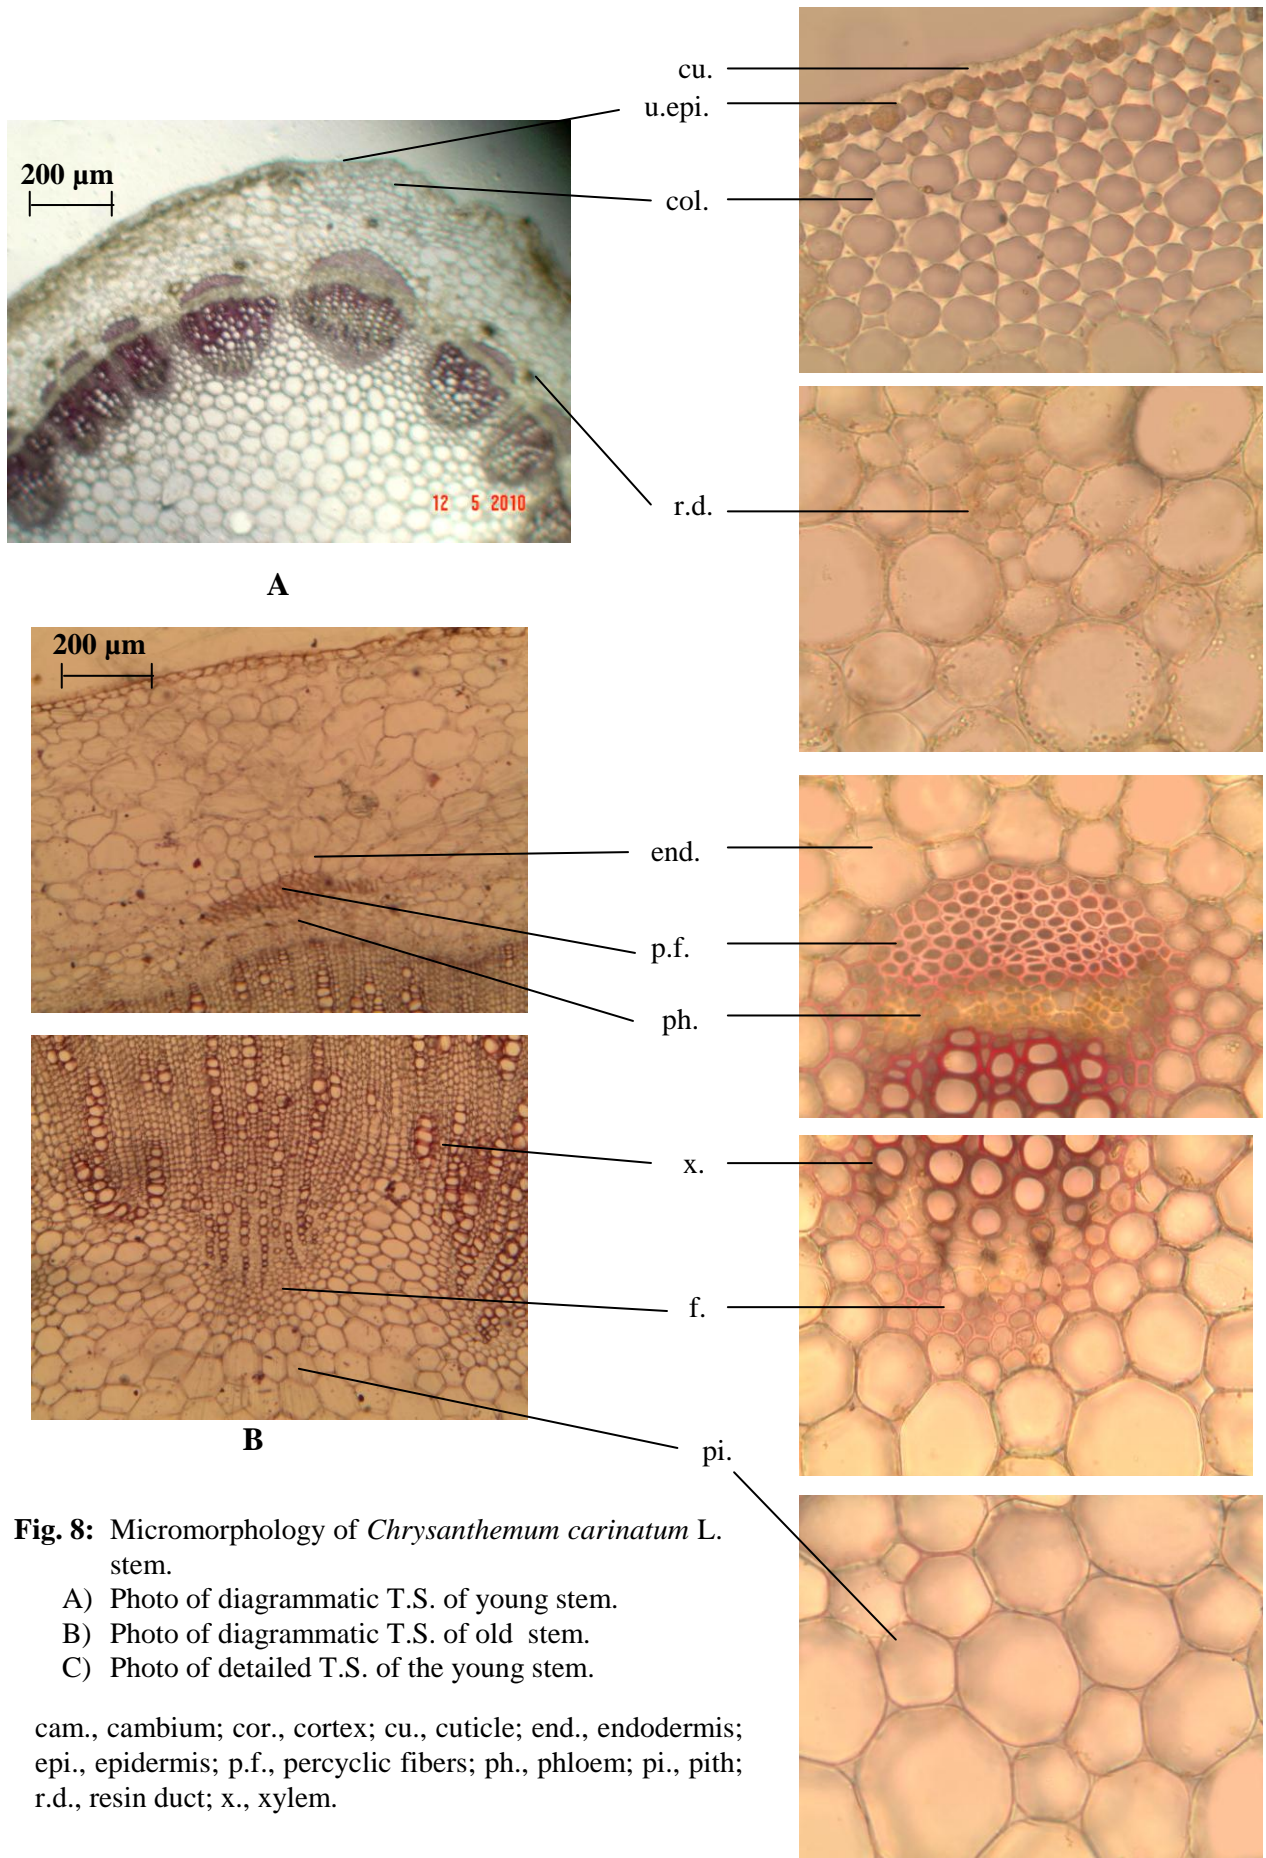 cu.
u.epi.
200 µm
col.
12 5 2010
r.d.
A
200 µm
end.
p.f.
ph.
x.
f.
B
pi.
Fig. 8: Micromorphology of Chrysanthemum carinatum L.
stem.
A) Photo of diagrammatic T.S. of young stem.
B) Photo of diagrammatic T.S. of old stem.
C) Photo of detailed T.S. of the young stem.
cam., cambium; cor., cortex; cu., cuticle; end., endodermis;
epi., epidermis; p.f., percyclic fibers; ph., phloem; pi., pith;
r.d., resin duct; x., xylem.